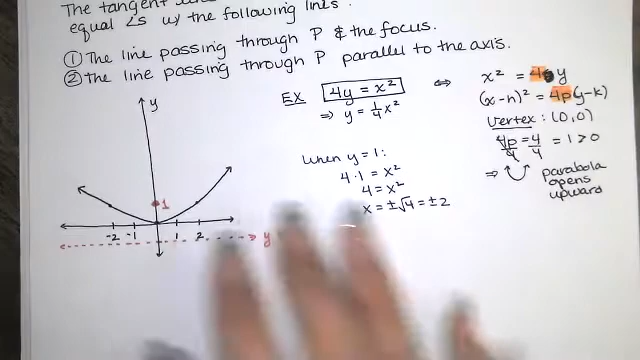 The tangent
equal ∠s w/ the following lines.
① The line passing through P & the focus.
② the line passing through P parallel to the axis.
EX 4y = x² ⇔ x² = 4 y
⇒ y = 1/4 x²
(x-h)² = 4p(y-k)
Vertex: (0,0)
4p/4 = 4/4 = 1 > 0
⇒ parabola
opens
upward
When y = 1:
4·1 = x²
4 = x²
x = ±√4 = ±2
y
1
-2 -1 1 2
y